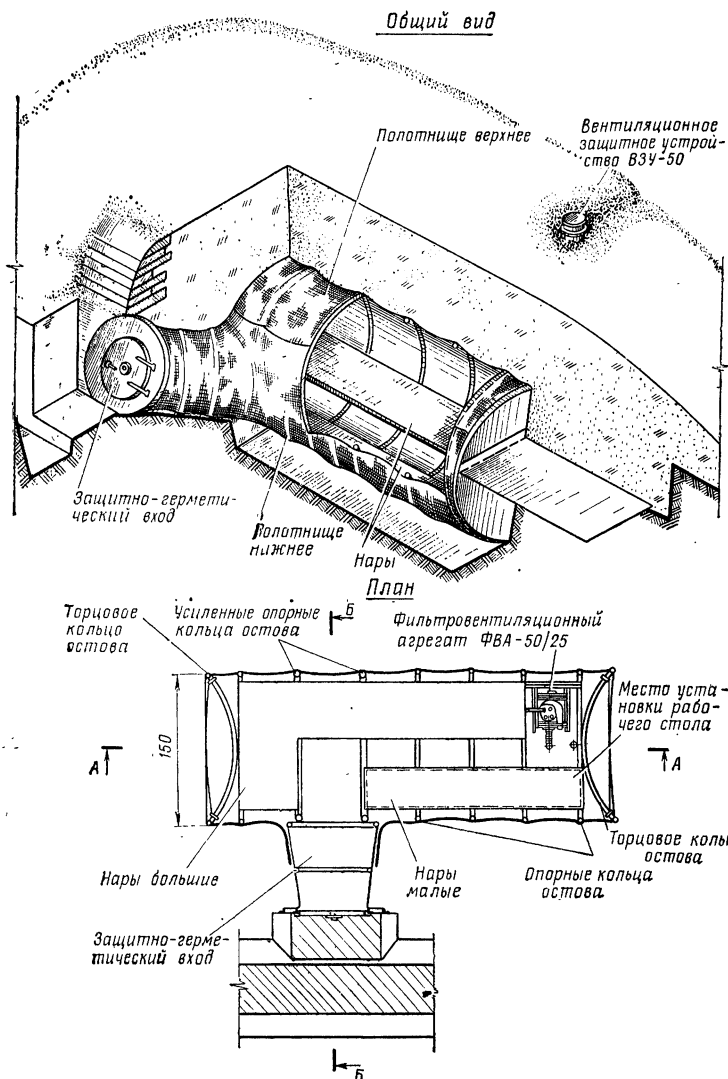 Общий вид
Полотнище верхнее
Вентиляционное
защитное устрой-
ство ВЗУ-50
Защитно-гермети-
ческий вход
Полотнище
нижнее
Нары
План
Торцовое
кольцо
остова
Усиленные опорные
кольца остова
Б
Фильтровентиляционный
агрегат ФВА-50/25
Место уста-
новки рабо-
чего стола
150
А
А
Нары большие
Нары
малые
Опорные кольца
остова
Торцовое коль
остова
Защитно-герме-
тический вход
Б